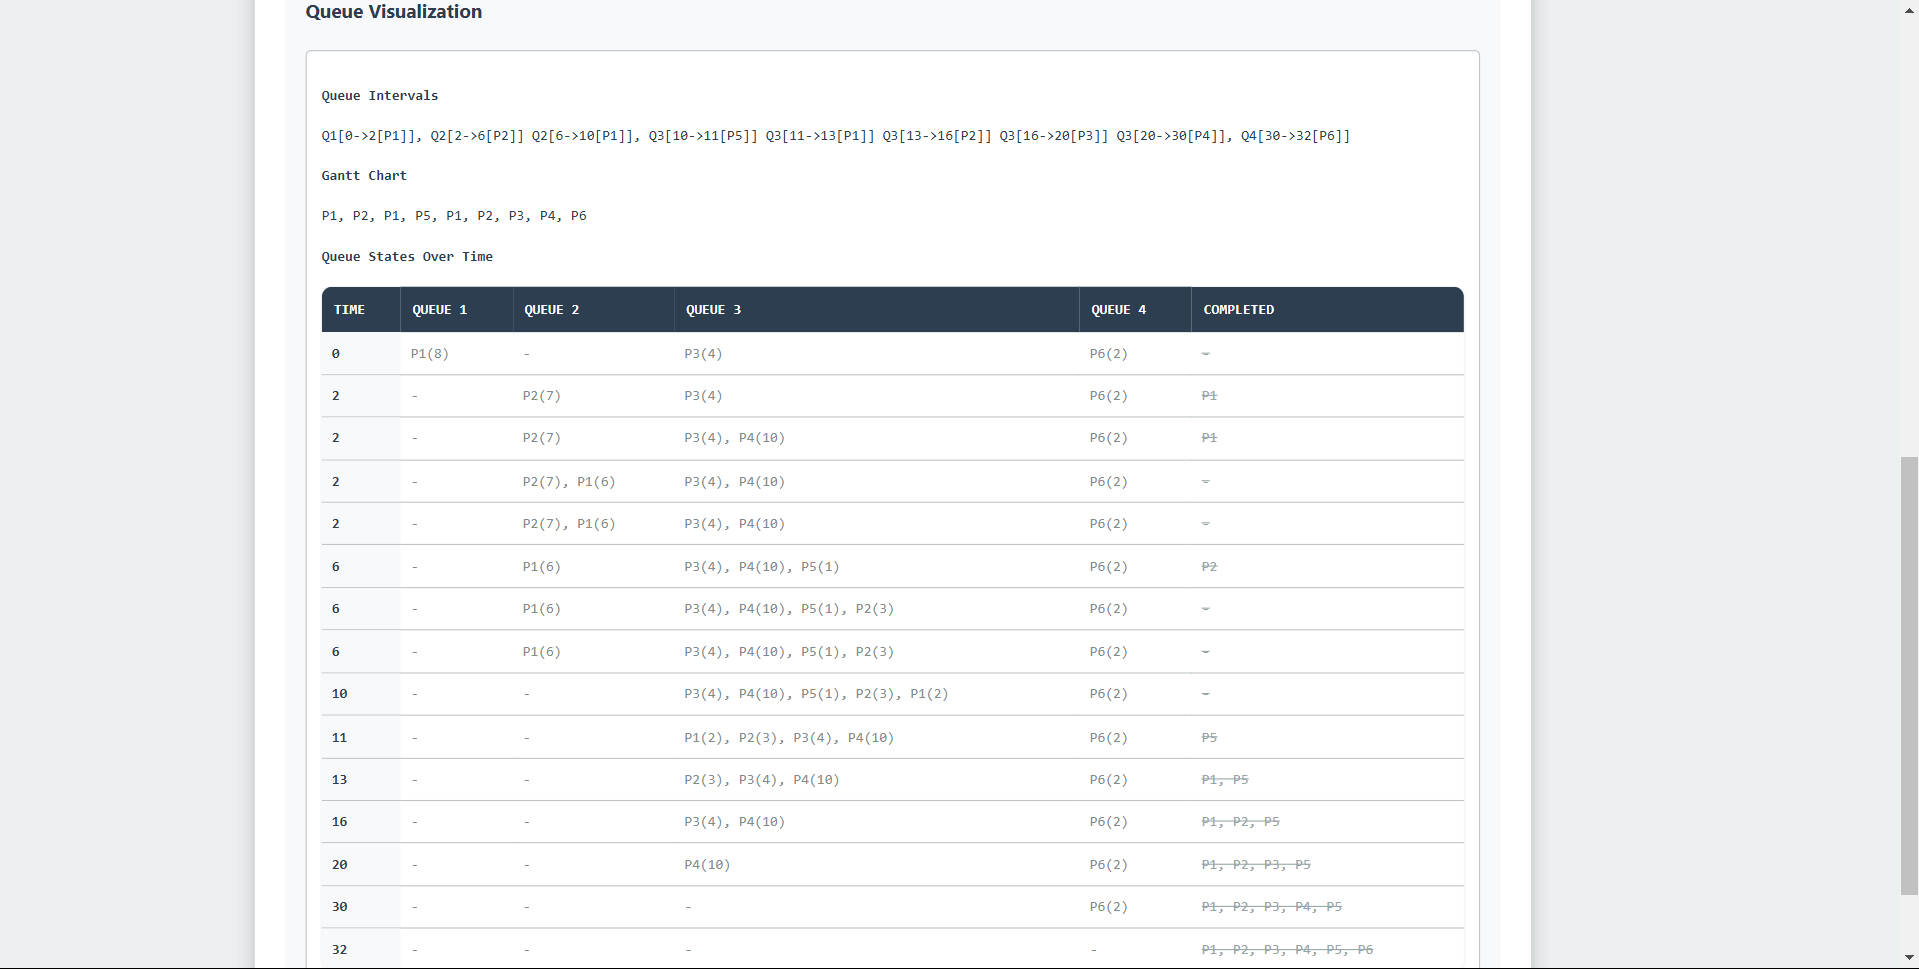 Queue Visualization
Queue Intervals
Q1[0->2[P1]], Q2[2->6[P2]] Q2[6->10[P1]], Q3[10->11[P5]] Q3[11->13[P1]] Q3[13->16[P2]] Q3[16->20[P3]] Q3[20->30[P4]], Q4[30->32[P6]]
Gantt Chart
P1, P2, P1, P5, P1, P2, P3, P4, P6
Queue States Over Time
TIME QUEUE 1 QUEUE 2 QUEUE 3 QUEUE 4 COMPLETED
0 P1(8) - P3(4) P6(2) -
2 - P2(7) P3(4) P6(2) P1
2 - P2(7) P3(4), P4(10) P6(2) P1
2 - P2(7), P1(6) P3(4), P4(10) P6(2) -
2 - P2(7), P1(6) P3(4), P4(10) P6(2) -
6 - P1(6) P3(4), P4(10), P5(1) P6(2) P2
6 - P1(6) P3(4), P4(10), P5(1), P2(3) P6(2) -
6 - P1(6) P3(4), P4(10), P5(1), P2(3) P6(2) -
10 - - P3(4), P4(10), P5(1), P2(3), P1(2) P6(2) -
11 - - P1(2), P2(3), P3(4), P4(10) P6(2) P5
13 - - P2(3), P3(4), P4(10) P6(2) P1, P5
16 - - P3(4), P4(10) P6(2) P1, P2, P5
20 - - P4(10) P6(2) P1, P2, P3, P5
30 - - - P6(2) P1, P2, P3, P4, P5
32 - - - - P1, P2, P3, P4, P5, P6